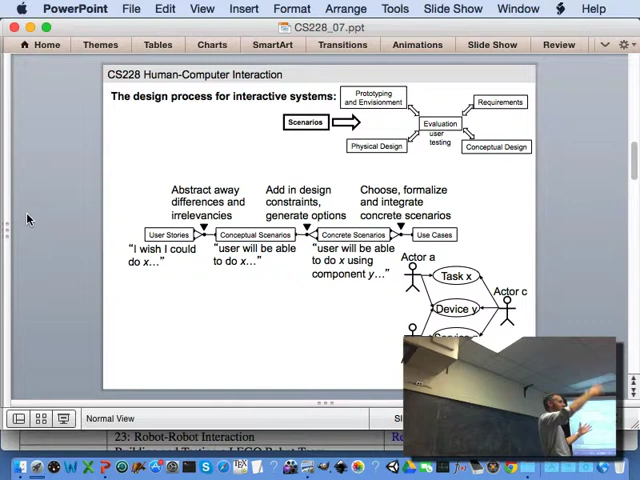 PowerPoint File Edit View Insert Format Arrange Tools Slide Show Window Help
CS228_07.ppt
Home Themes Tables Charts SmartArt Transitions Animations Slide Show Review
CS228 Human-Computer Interaction
The design process for interactive systems:
Prototyping
and Envisionment
Requirements
Scenarios
Evaluation
user
testing
Physical Design
Conceptual Design
Abstract away
differences and
irrelevancies
Add in design
constraints,
generate options
Choose, formalize
and integrate
concrete scenarios
User Stories
Conceptual Scenarios
Concrete Scenarios
Use Cases
“I wish I could
do x…”
“user will be able
to do x…”
“user will be able
to do x using
component y…”
Actor a
Task x
Actor c
Device y
Normal View
23: Robot-Robot Interaction